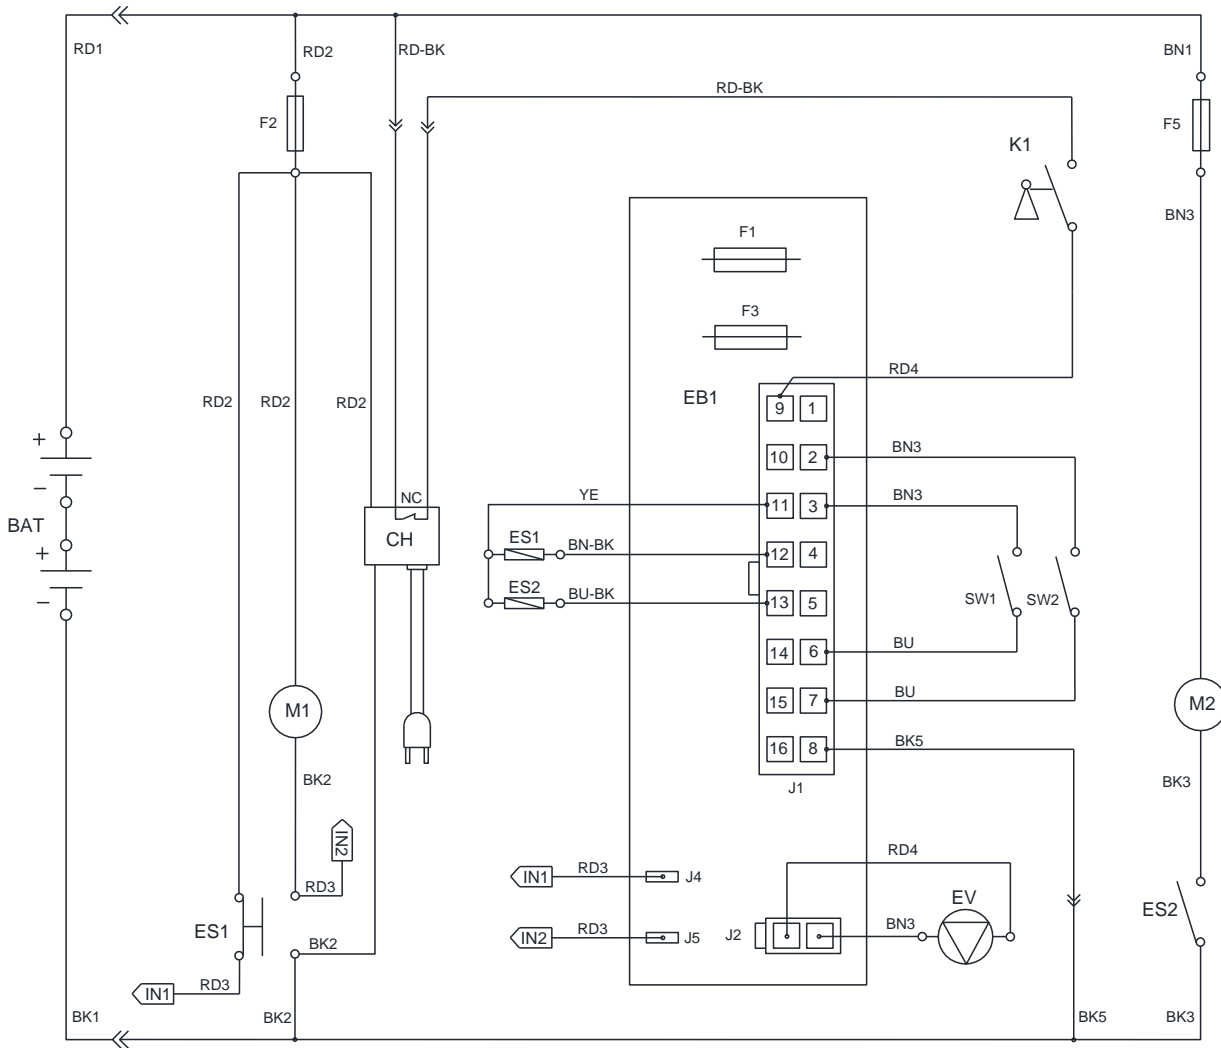 RD1
RD2
RD-BK
BN1
RD-BK
F2
F5
K1
BN3
F1
F3
RD4
EB1
RD2
RD2
RD2
9 1
+
10 2
BN3
−
NC
YE
11 3
BN3
BAT
CH
ES1
BN-BK
12 4
+
ES2
BU-BK
13 5
SW1
SW2
−
14 6
BU
15 7
BU
M1
M2
16 8
BK5
BK2
J1
BK3
IN2
RD4
RD3
IN1
RD3
J4
EV
ES1
ES2
BK2
IN2
RD3
J5
J2
BN3
IN1
RD3
BK1
BK2
BK5
BK3